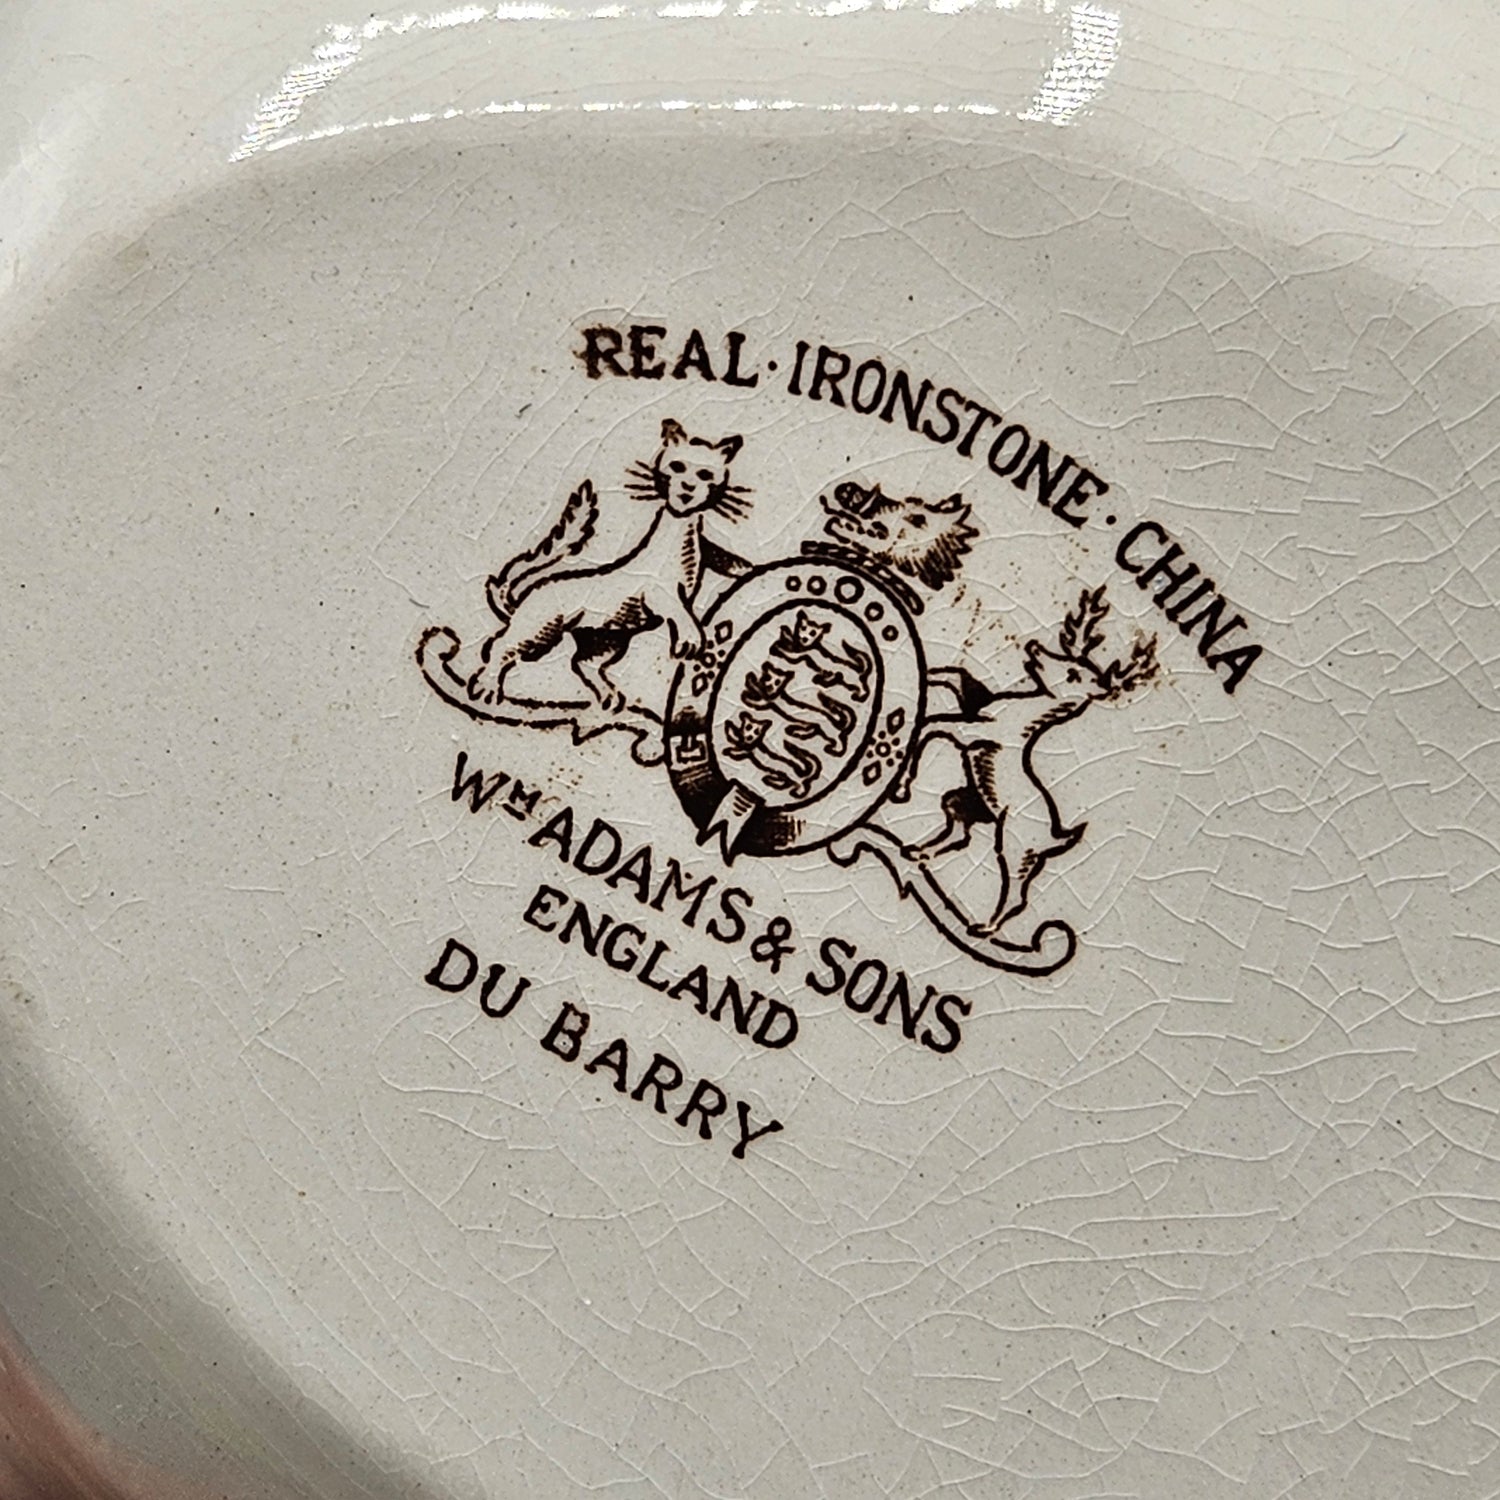 REAL·IRONSTONE·CHINA
Wᴹ ADAMS & SONS
ENGLAND
DU BARRY